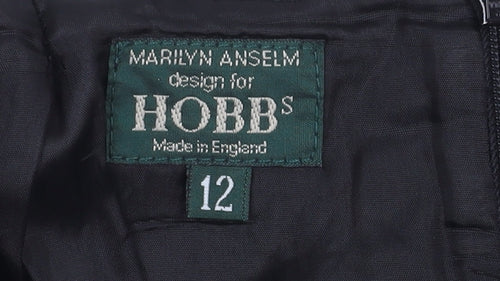 MARILYN ANSELM
design for
HOBBS
Made in England
12